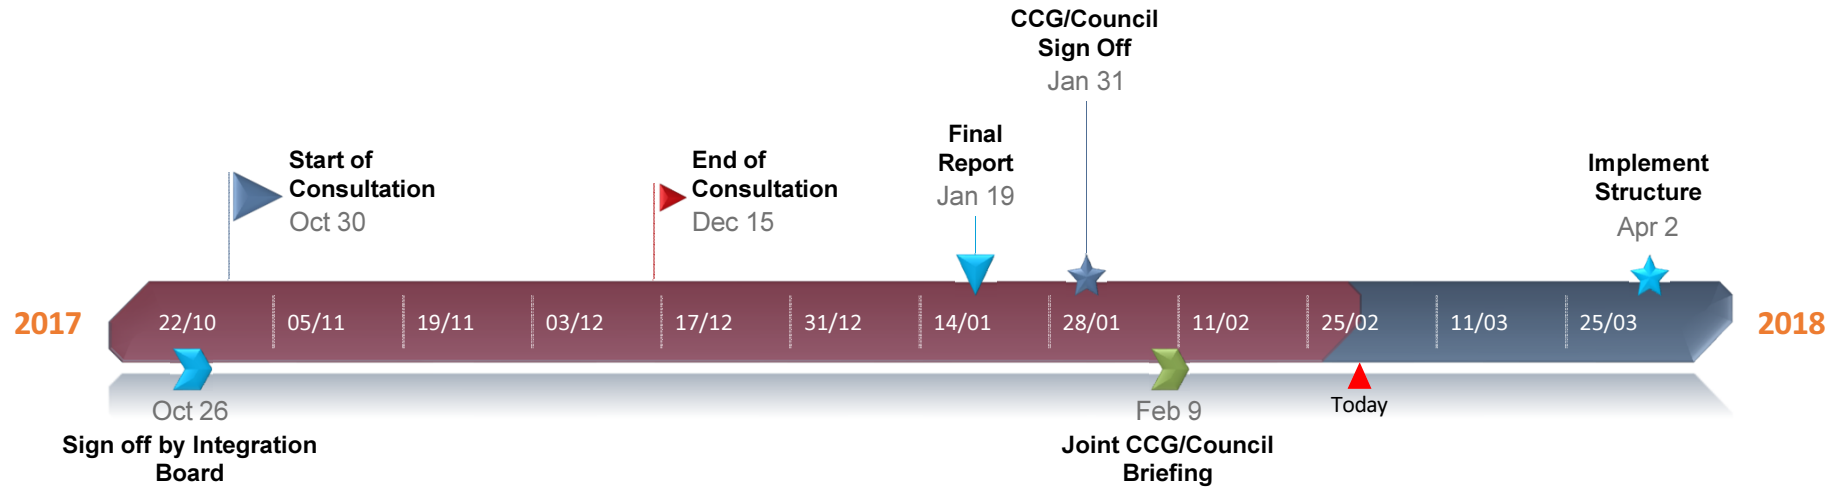 CCG/Council
Sign Off
Jan 31
Start of
Consultation
Oct 30
End of
Consultation
Dec 15
Final
Report
Jan 19
Implement
Structure
Apr 2
2017
22/10
05/11
19/11
03/12
17/12
31/12
14/01
28/01
11/02
25/02
11/03
25/03
2018
Oct 26
Sign off by Integration
Board
Feb 9
Joint CCG/Council
Briefing
Today